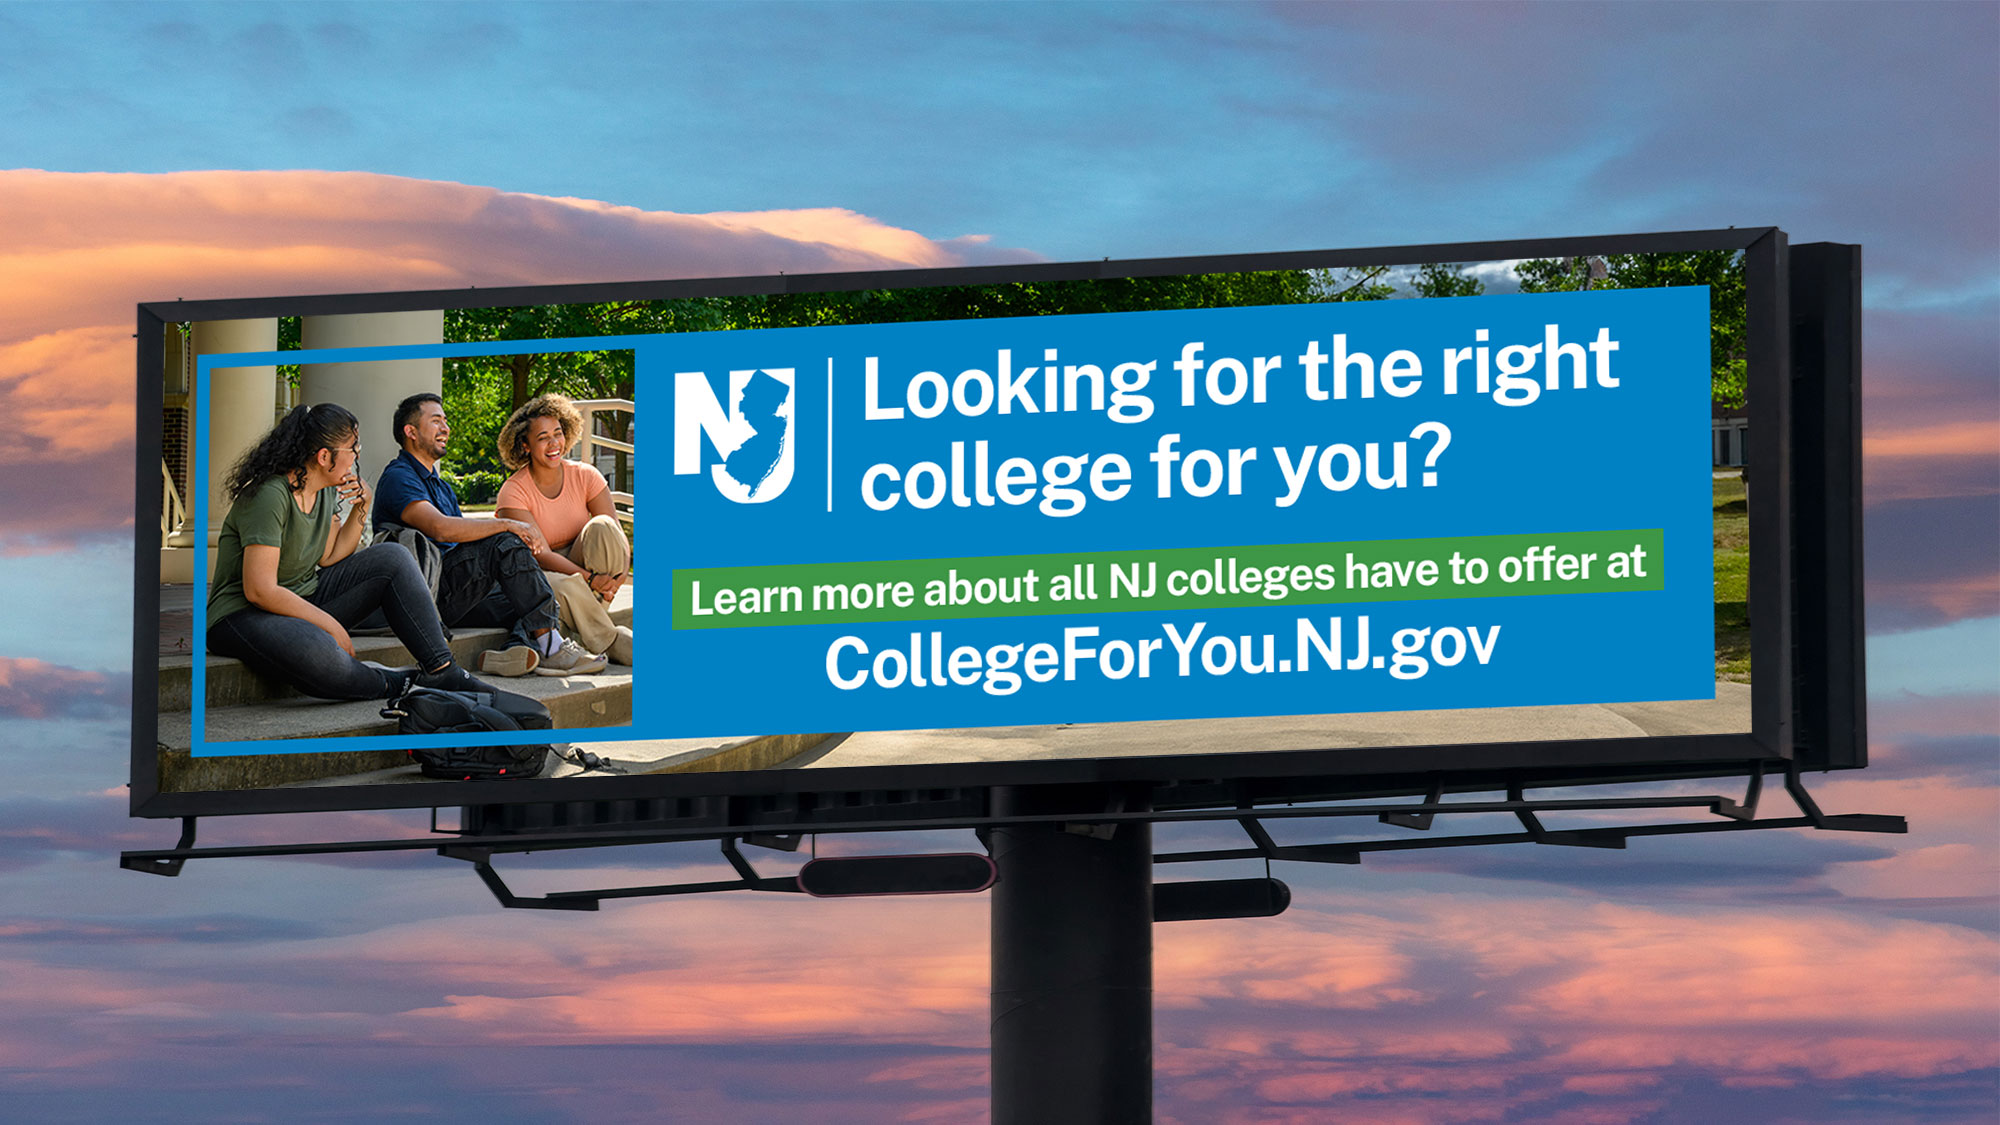 NJ
Looking for the right
college for you?
Learn more about all NJ colleges have to offer at
CollegeForYou.NJ.gov